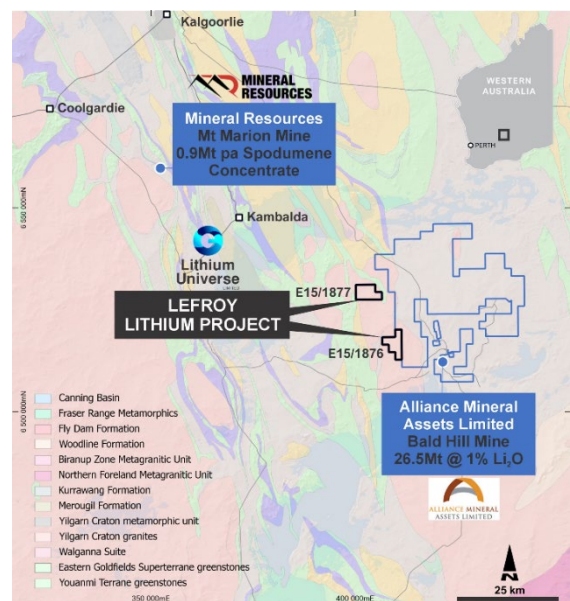 Kalgoorlie
MINERAL
RESOURCES
WESTERN
AUSTRALIA
Coolgardie
PERTH
Mineral Resources
Mt Marion Mine
0.9Mt pa Spodumene
Concentrate
6 550 000mN
Kambalda
Lithium
Universe
E15/1877
LEFROY
LITHIUM PROJECT
E15/1876
Alliance Mineral
Assets Limited
Bald Hill Mine
26.5Mt @ 1% Li₂O
6 500 000mN
ALLIANCE MINERAL
ASSETS LIMITED
Canning Basin
Fraser Range Metamorphics
Fly Dam Formation
Woodline Formation
Biranup Zone Metagranitic Unit
Northern Foreland Metagranitic Unit
Kurrawang Formation
Merougil Formation
Yilgarn Craton metamorphic unit
Yilgarn Craton granites
Walganna Suite
Eastern Goldfields Superterrane greenstones
Youanmi Terrane greenstones
350 000mE
400 000mE
25 km